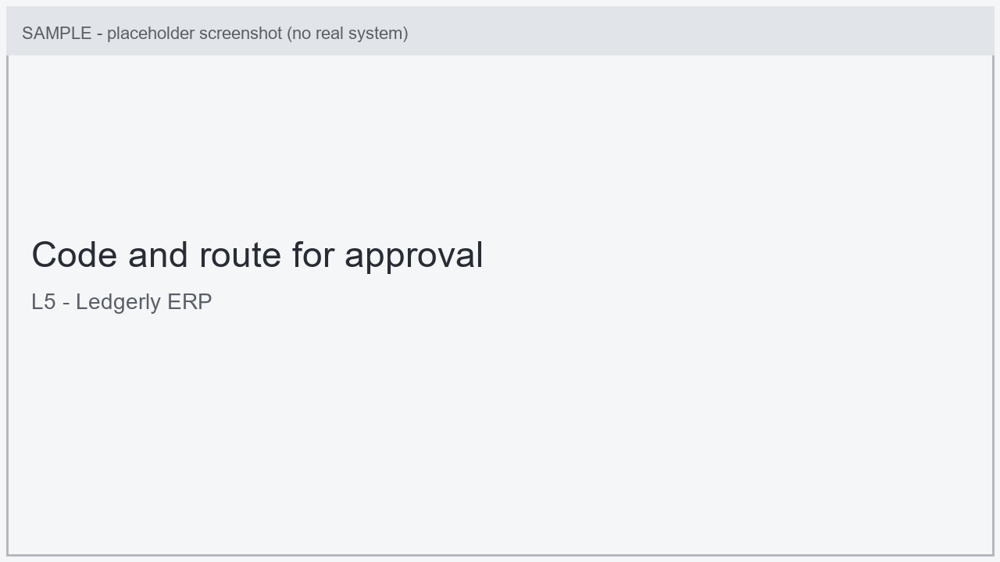 SAMPLE - placeholder screenshot (no real system)
Code and route for approval
L5 - Ledgerly ERP